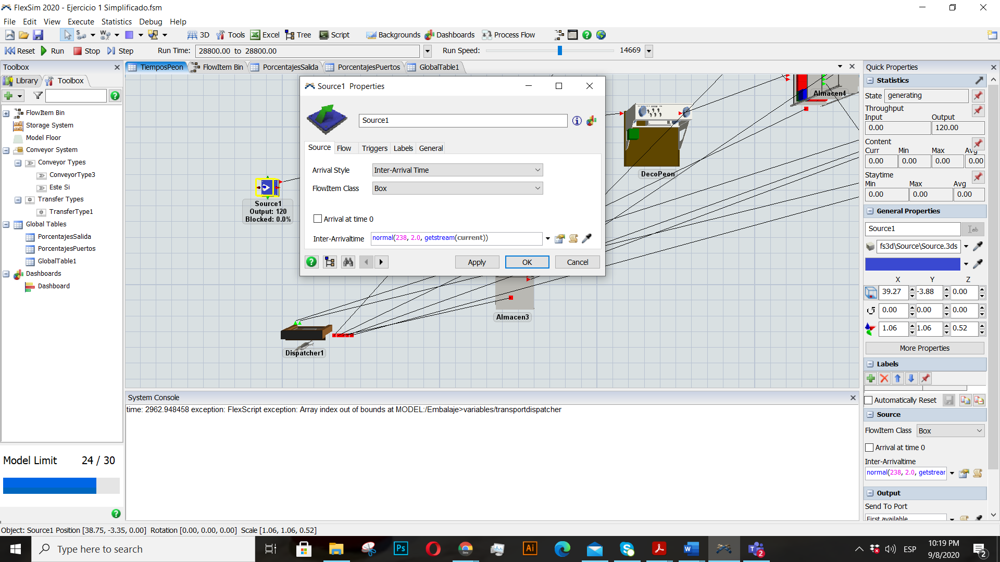 FlexSim 2020 - Ejercicio 1 Simplificado.fsm
File Edit View Execute Statistics Debug Help
3D Tools Excel Tree Script Backgrounds Dashboards Process Flow
Reset Run Stop Step Run Time: 28800.00 to 28800.00 Run Speed: 14669
Toolbox
Library Toolbox
FlowItem Bin
Storage System
Model Floor
Conveyor System
Conveyor Types
ConveyorType3
Este Si
Transfer Types
TransferType1
Global Tables
PorcentajesSalida
PorcentajesPuertos
GlobalTable1
Dashboards
Dashboard
Model Limit 24 / 30
TiemposPeon FlowItem Bin PorcentajesSalida PorcentajesPuertos GlobalTable1
Source1
Output: 120
Blocked: 0.0%
Source1 Properties
Source1
Source Flow Triggers Labels General
Arrival Style Inter-Arrival Time
FlowItem Class Box
Arrival at time 0
Inter-Arrivaltime normal(238, 2.0, getstream(current))
Apply OK Cancel
Almacen4
DecoPeon
Almacen3
Dispatcher1
System Console
time: 2962.948458 exception: FlexScript exception: Array index out of bounds at MODEL:/Embalaje>variables/transportdispatcher
Quick Properties
Statistics
State generating
Throughput
Input Output
0.00 120.00
Content
Curr Min Max Avg
0.00 0.00 0.00 0.00
Staytime
Min Max Avg
0.00 0.00 0.00
General Properties
Source1
fs3d\Source\Source.3ds
X Y Z
39.27 -3.88 0.00
0.00 0.00 0.00
1.06 1.06 0.52
More Properties
Labels
Automatically Reset
Source
FlowItem Class Box
Arrival at time 0
Inter-Arrivaltime
normal(238, 2.0, getstrear
Output
Send To Port
First available
Object: Source1 Position [38.75, -3.35, 0.00] Rotation [0.00, 0.00, 0.00] Scale [1.06, 1.06, 0.52]
Type here to search
ESP
10:19 PM
9/8/2020
2
2